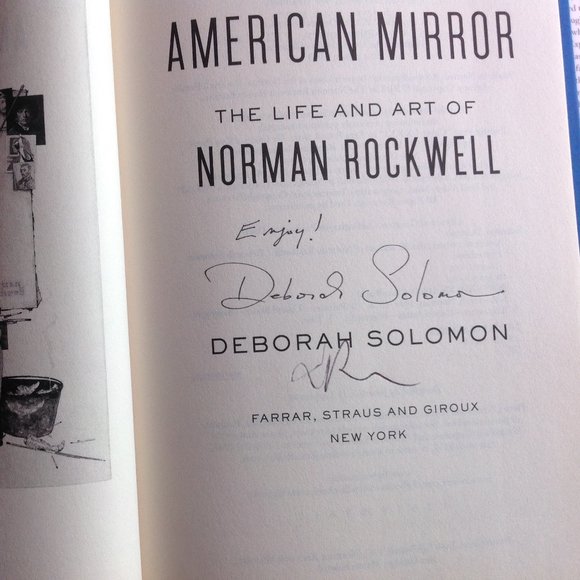 AMERICAN MIRROR
THE LIFE AND ART OF
NORMAN ROCKWELL
Enjoy!
Deborah Solomon
DEBORAH SOLOMON
FARRAR, STRAUS AND GIROUX
NEW YORK